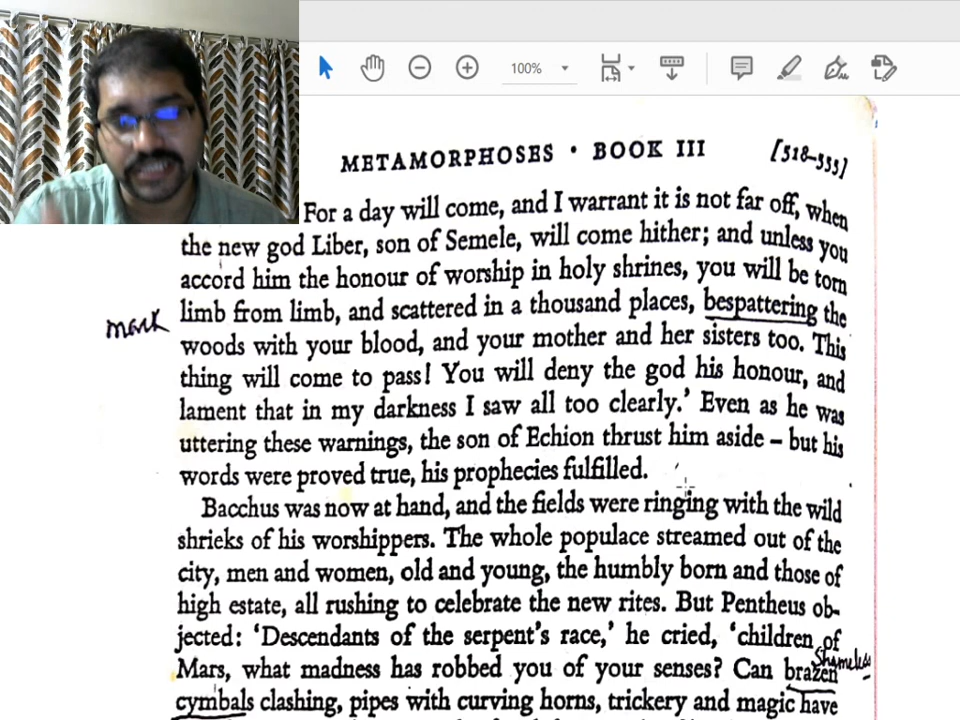 100%
METAMORPHOSES • BOOK III [518-555]
For a day will come, and I warrant it is not far off, when
the new god Liber, son of Semele, will come hither; and unless you
accord him the honour of worship in holy shrines, you will be torn
limb from limb, and scattered in a thousand places, bespattering the
mark
woods with your blood, and your mother and her sisters too. This
thing will come to pass! You will deny the god his honour, and
lament that in my darkness I saw all too clearly.' Even as he was
uttering these warnings, the son of Echion thrust him aside – but his
words were proved true, his prophecies fulfilled.
Bacchus was now at hand, and the fields were ringing with the wild
shrieks of his worshippers. The whole populace streamed out of the
city, men and women, old and young, the humbly born and those of
high estate, all rushing to celebrate the new rites. But Pentheus ob-
jected: 'Descendants of the serpent's race,' he cried, 'children of
shameless
Mars, what madness has robbed you of your senses? Can brazen
cymbals clashing, pipes with curving horns, trickery and magic have